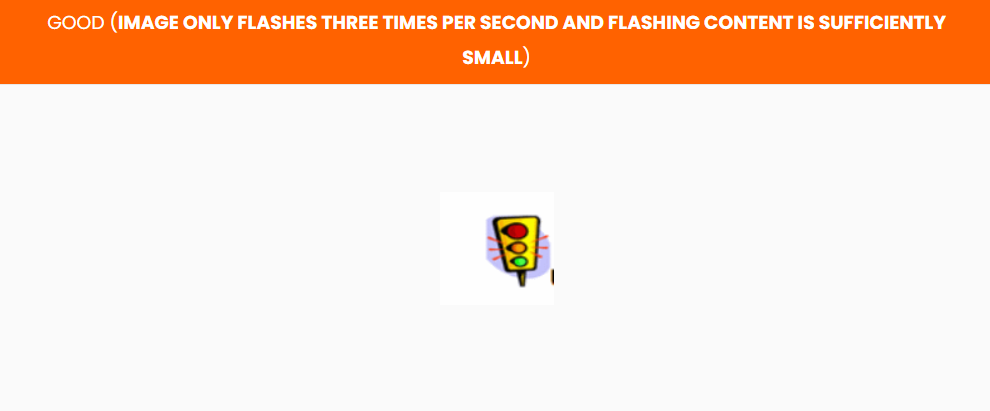 GOOD (IMAGE ONLY FLASHES THREE TIMES PER SECOND AND FLASHING CONTENT IS SUFFICIENTLY
SMALL)